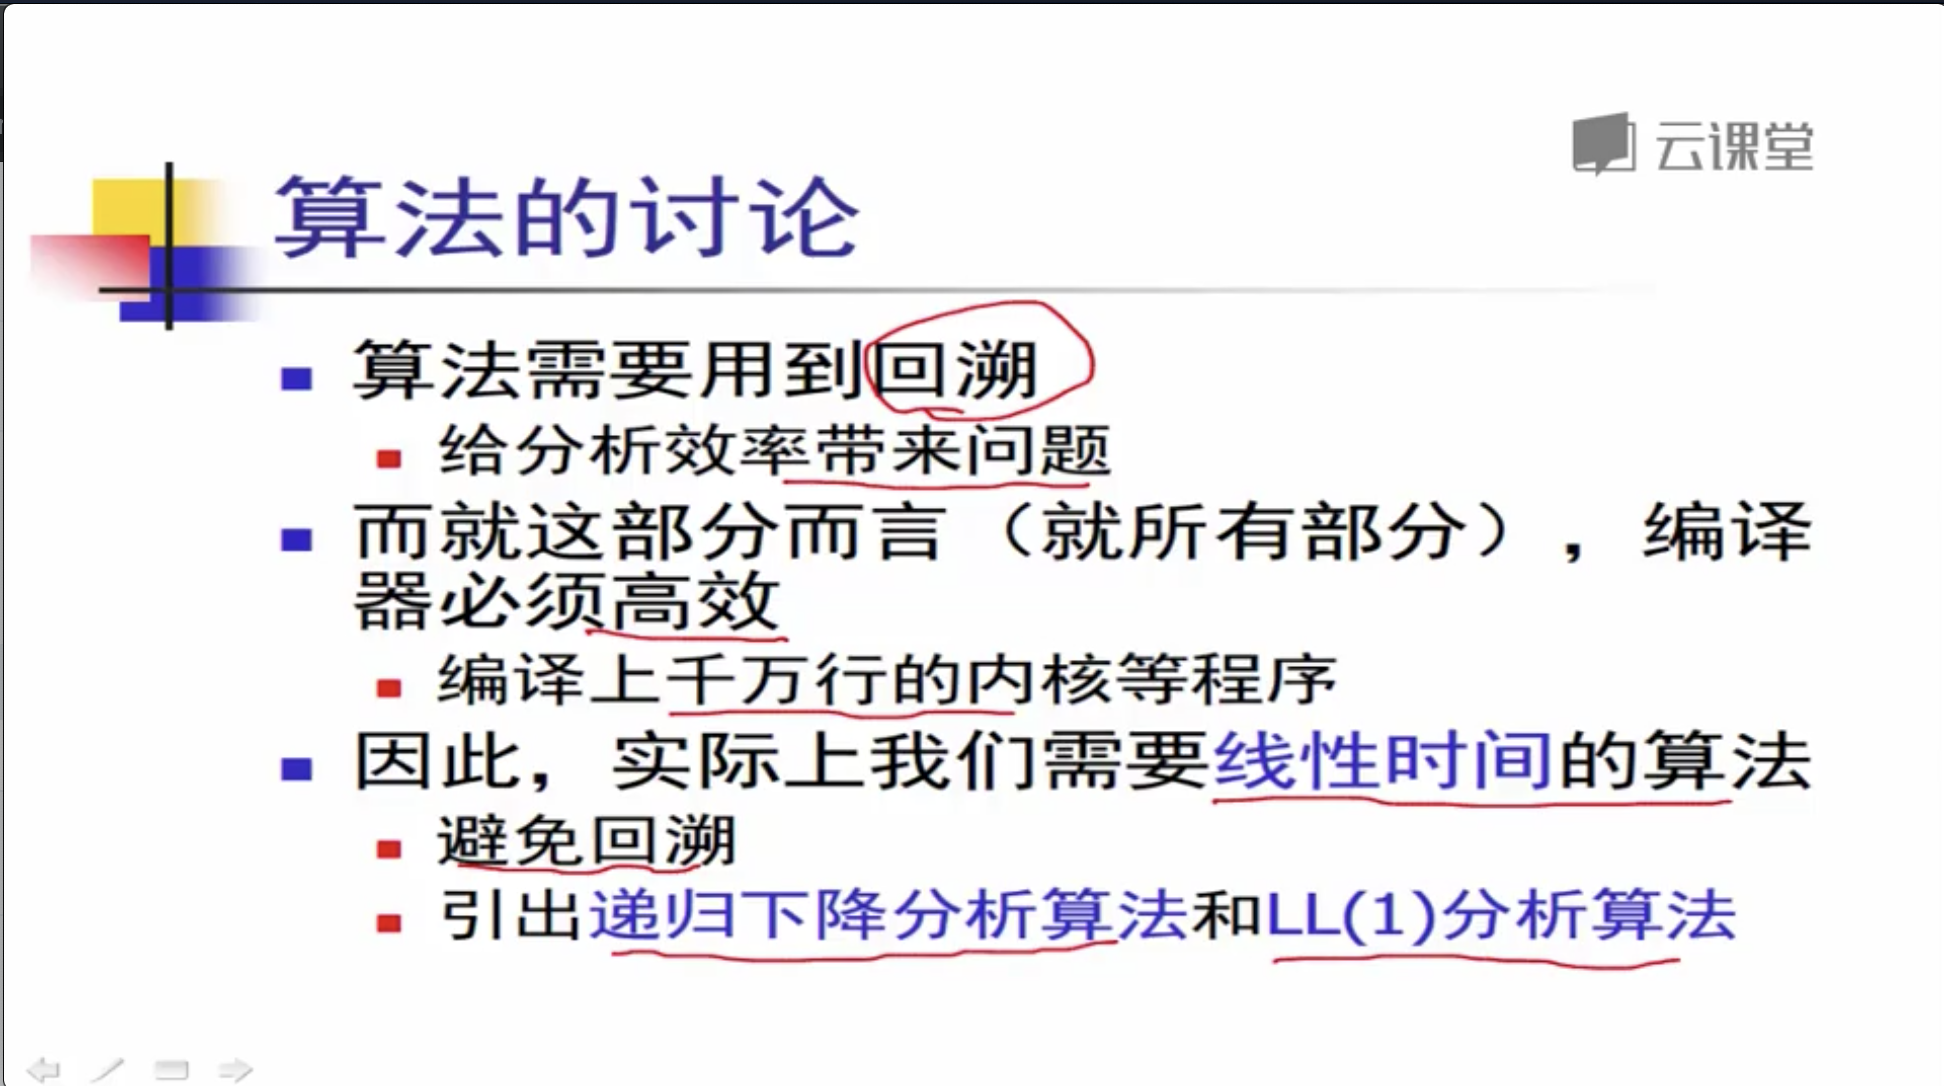 云课堂
算法的讨论
算法需要用到回溯
给分析效率带来问题
而就这部分而言（就所有部分），编译
器必须高效
编译上千万行的内核等程序
因此，实际上我们需要线性时间的算法
避免回溯
引出递归下降分析算法和LL(1)分析算法